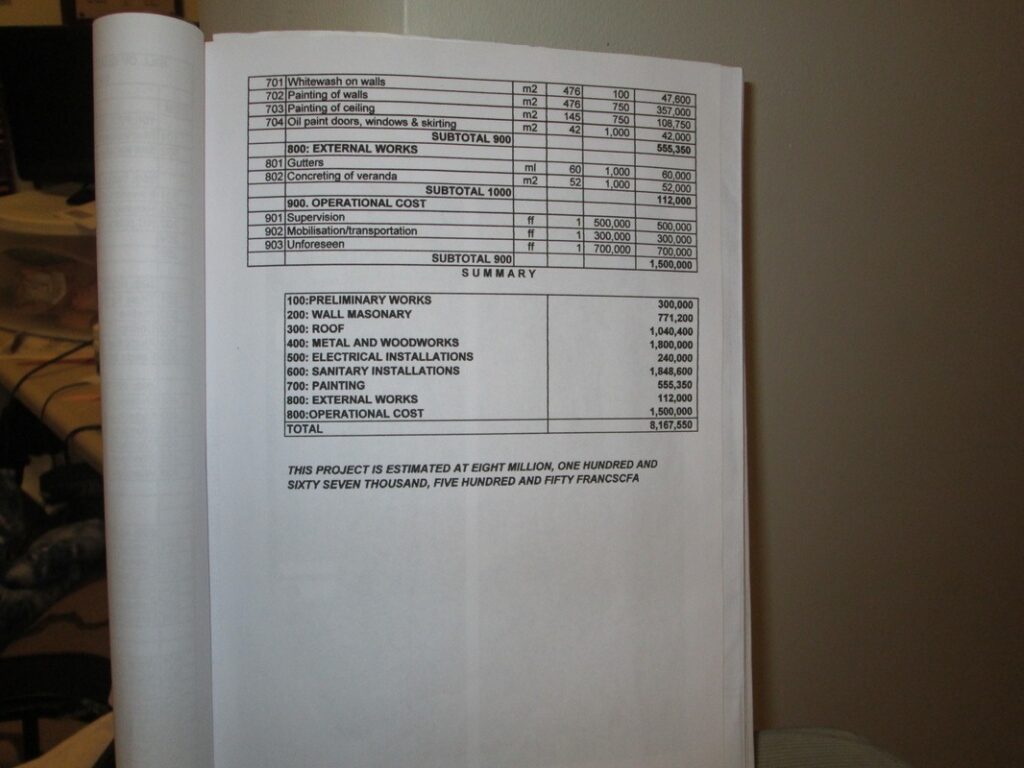 701 Whitewash on walls m2 476 100 47,600
702 Painting of walls m2 476 750 357,000
703 Painting of ceiling m2 145 750 108,750
704 Oil paint doors, windows & skirting m2 42 1,000 42,000
SUBTOTAL 900 555,350
800: EXTERNAL WORKS
801 Gutters ml 60 1,000 60,000
802 Concreting of veranda m2 52 1,000 52,000
SUBTOTAL 1000 112,000
900. OPERATIONAL COST
901 Supervision ff 1 500,000 500,000
902 Mobilisation/transportation ff 1 300,000 300,000
903 Unforeseen ff 1 700,000 700,000
SUBTOTAL 900 1,500,000
SUMMARY
100:PRELIMINARY WORKS 300,000
200: WALL MASONARY 771,200
300: ROOF 1,040,400
400: METAL AND WOODWORKS 1,800,000
500: ELECTRICAL INSTALLATIONS 240,000
600: SANITARY INSTALLATIONS 1,848,600
700: PAINTING 555,350
800: EXTERNAL WORKS 112,000
800:OPERATIONAL COST 1,500,000
TOTAL 8,167,550
THIS PROJECT IS ESTIMATED AT EIGHT MILLION, ONE HUNDRED AND
SIXTY SEVEN THOUSAND, FIVE HUNDRED AND FIFTY FRANCSCFA